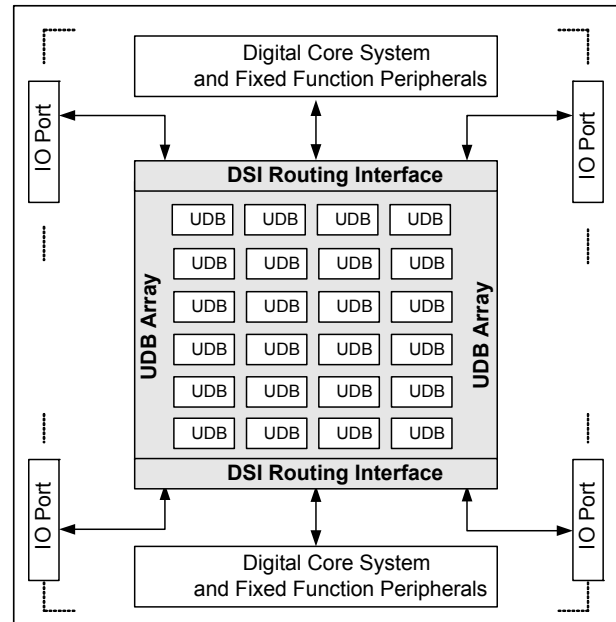 Digital Core System
and Fixed Function Peripherals
IO Port
IO Port
DSI Routing Interface
UDB UDB UDB UDB
UDB UDB UDB UDB
UDB UDB UDB UDB
UDB Array
UDB Array
UDB UDB UDB UDB
UDB UDB UDB UDB
UDB UDB UDB UDB
DSI Routing Interface
IO Port
IO Port
Digital Core System
and Fixed Function Peripherals